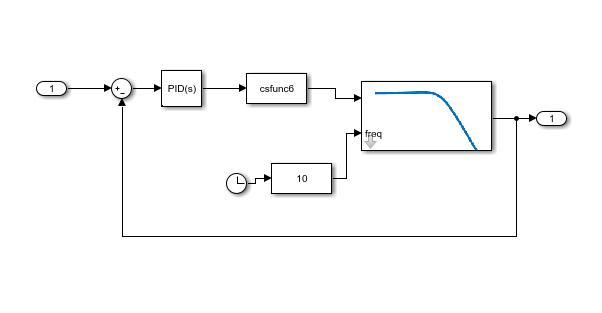 1
+
−
PID(s)
csfunc6
freq
1
10